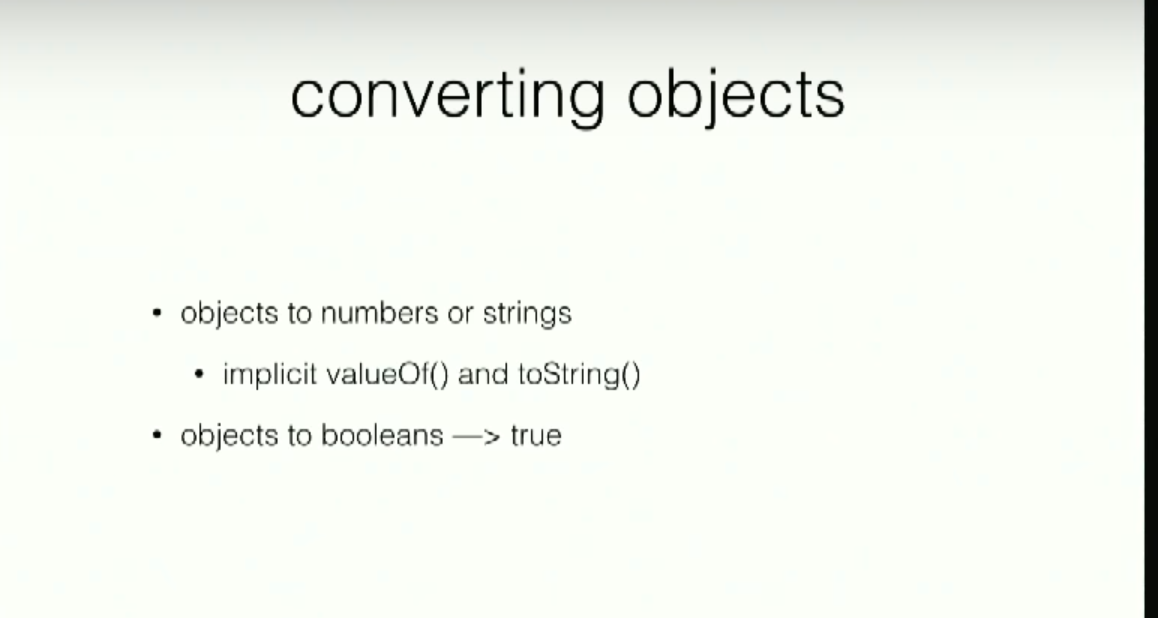 converting objects
• objects to numbers or strings
• implicit valueOf() and toString()
• objects to booleans —> true